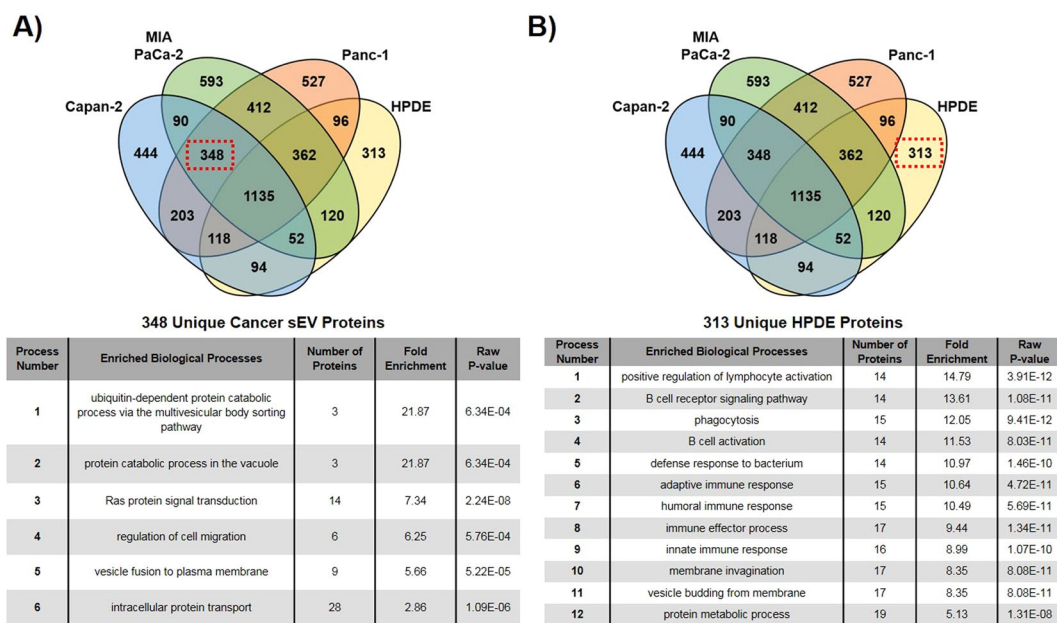 A)
MIA
PaCa-2
Panc-1
Capan-2
HPDE
593
527
412
90
96
444
348
362
313
1135
203
120
118
52
94
348 Unique Cancer sEV Proteins
Process Number Enriched Biological Processes Number of Proteins Fold Enrichment Raw P-value
1 ubiquitin-dependent protein catabolic process via the multivesicular body sorting pathway 3 21.87 6.34E-04
2 protein catabolic process in the vacuole 3 21.87 6.34E-04
3 Ras protein signal transduction 14 7.34 2.24E-08
4 regulation of cell migration 6 6.25 5.76E-04
5 vesicle fusion to plasma membrane 9 5.66 5.22E-05
6 intracellular protein transport 28 2.86 1.09E-06
B)
MIA
PaCa-2
Panc-1
Capan-2
HPDE
593
527
412
90
96
444
348
362
313
1135
203
120
118
52
94
313 Unique HPDE Proteins
Process Number Enriched Biological Processes Number of Proteins Fold Enrichment Raw P-value
1 positive regulation of lymphocyte activation 14 14.79 3.91E-12
2 B cell receptor signaling pathway 14 13.61 1.08E-11
3 phagocytosis 15 12.05 9.41E-12
4 B cell activation 14 11.53 8.03E-11
5 defense response to bacterium 14 10.97 1.46E-10
6 adaptive immune response 15 10.64 4.72E-11
7 humoral immune response 15 10.49 5.69E-11
8 immune effector process 17 9.44 1.34E-11
9 innate immune response 16 8.99 1.07E-10
10 membrane invagination 17 8.35 8.08E-11
11 vesicle budding from membrane 17 8.35 8.08E-11
12 protein metabolic process 19 5.13 1.31E-08